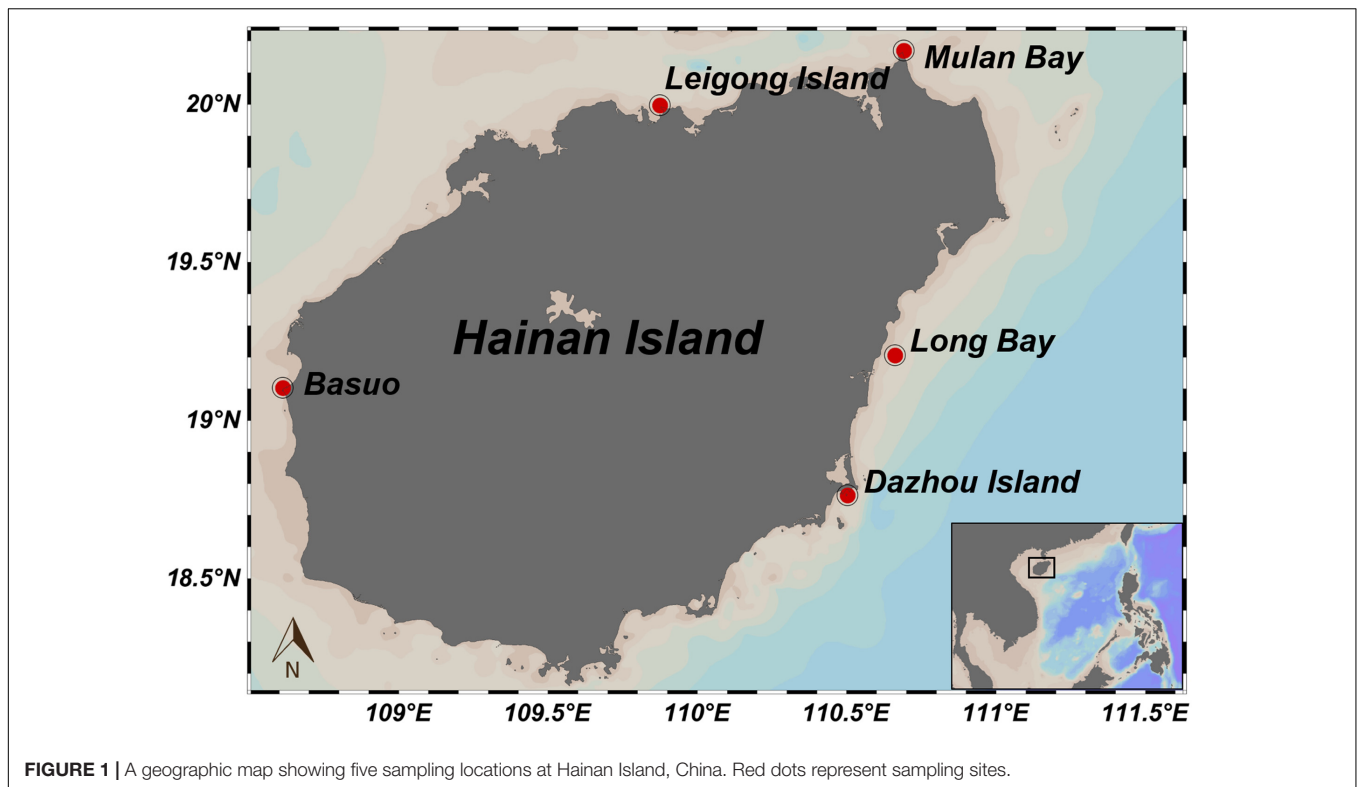 Mulan Bay
Leigong Island
20°N
19.5°N
Hainan Island
Long Bay
Basuo
19°N
Dazhou Island
18.5°N
N
109°E 109.5°E 110°E 110.5°E 111°E 111.5°E
FIGURE 1 | A geographic map showing five sampling locations at Hainan Island, China. Red dots represent sampling sites.